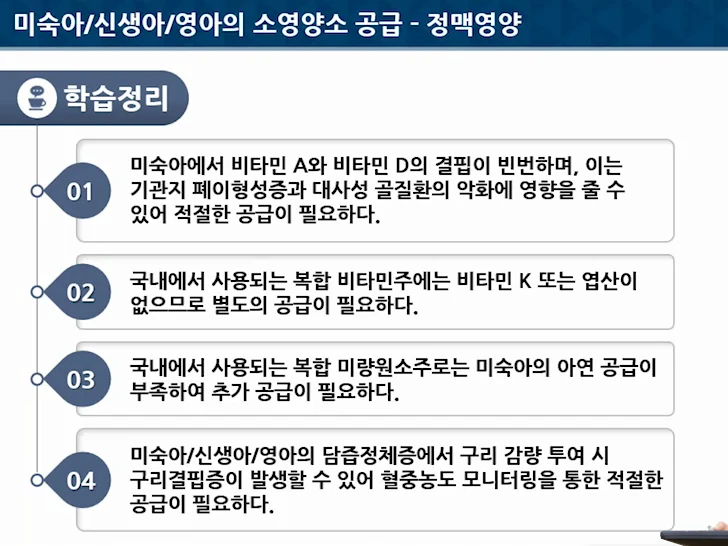 미숙아/신생아/영아의 소영양소 공급 - 정맥영양
학습정리
01
미숙아에서 비타민 A와 비타민 D의 결핍이 빈번하며, 이는
기관지 폐이형성증과 대사성 골질환의 악화에 영향을 줄 수
있어 적절한 공급이 필요하다.
02
국내에서 사용되는 복합 비타민주에는 비타민 K 또는 엽산이
없으므로 별도의 공급이 필요하다.
03
국내에서 사용되는 복합 미량원소주로는 미숙아의 아연 공급이
부족하여 추가 공급이 필요하다.
04
미숙아/신생아/영아의 담즙정체증에서 구리 감량 투여 시
구리결핍증이 발생할 수 있어 혈중농도 모니터링을 통한 적절한
공급이 필요하다.